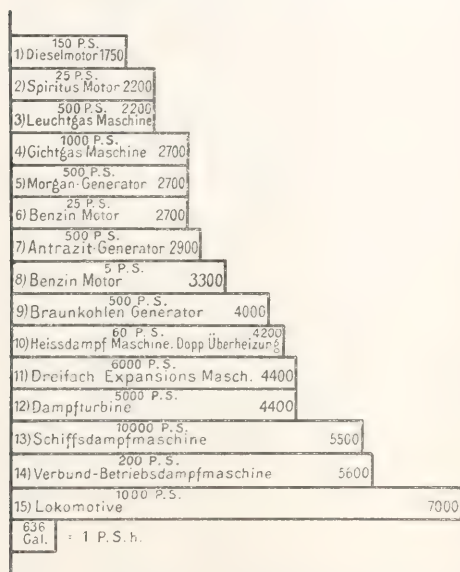 150 P.S.
1) Dieselmotor 1750
25 P.S.
2) Spiritus Motor 2200
500 P.S. 2200
3) Leuchtgas Maschine
1000 P.S.
4) Gichtgas Maschine 2700
500 P.S.
5) Morgan-Generator 2700
25 P.S.
6) Benzin Motor 2700
500 P.S.
7) Antrazit-Generator 2900
5 P.S.
8) Benzin Motor 3300
500 P.S.
9) Braunkohlen Generator 4000
60 P.S. 4200
10) Heissdampf Maschine. Dopp Überheizung
6000 P.S.
11) Dreifach Expansions Masch. 4400
5000 P.S.
12) Dampfturbine 4400
10000 P.S.
13) Schiffsdampfmaschine 5500
200 P.S.
14) Verbund-Betriebsdampfmaschine 5600
1000 P.S.
15) Lokomotive 7000
636
Gal. = 1 P.S.h.